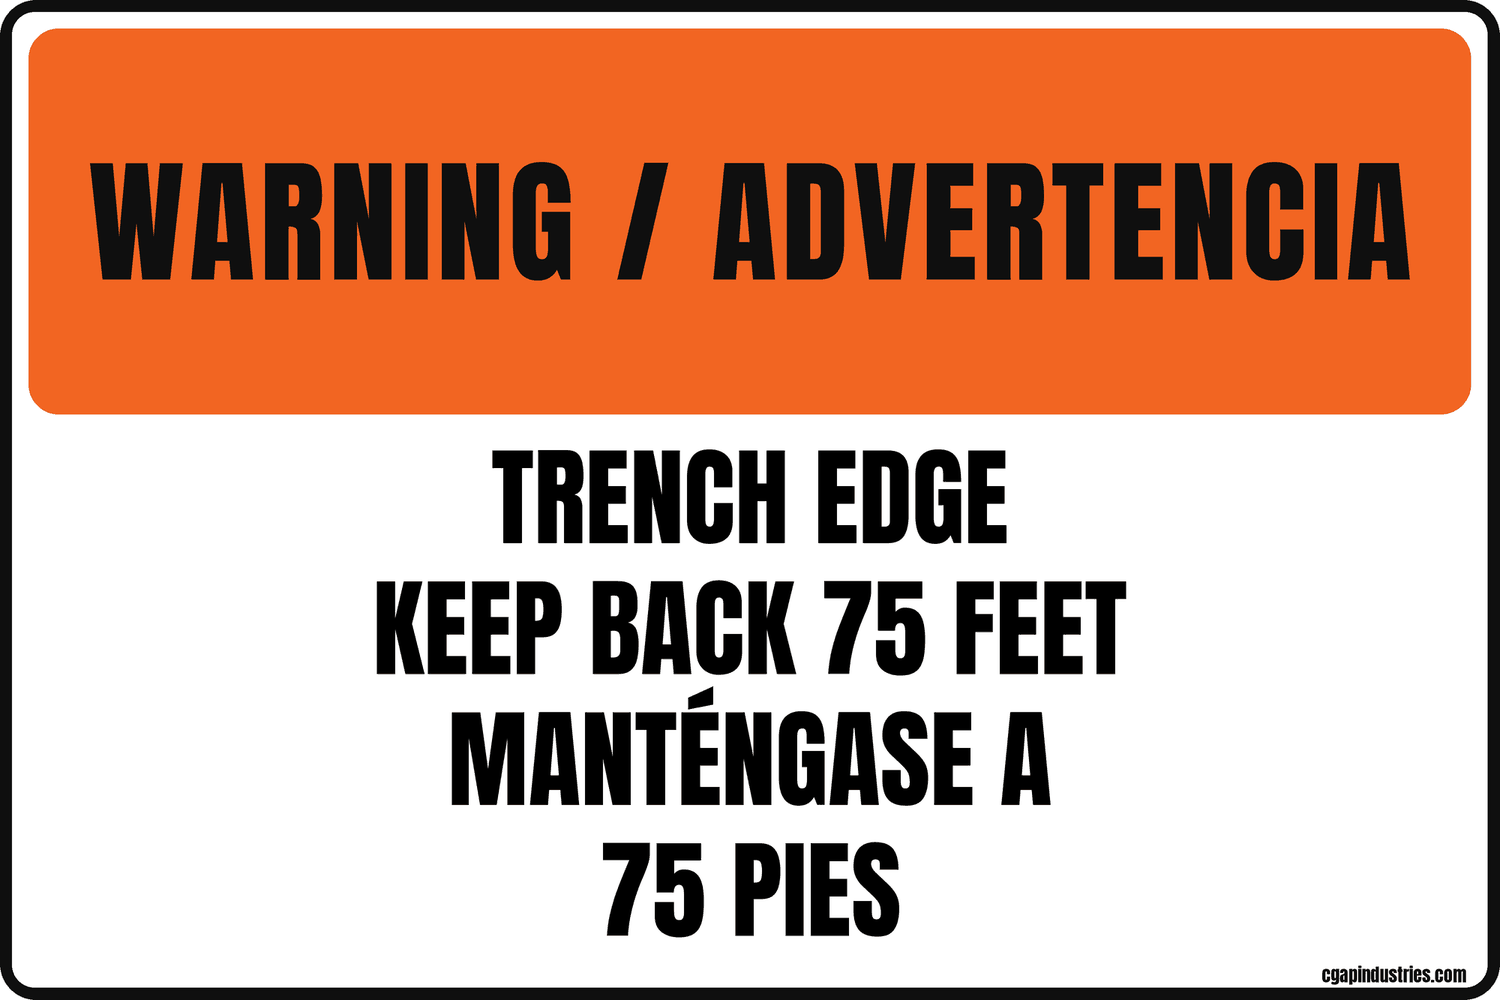 WARNING / ADVERTENCIA
TRENCH EDGE
KEEP BACK 75 FEET
MANTÉNGASE A
75 PIES
cgapindustries.com